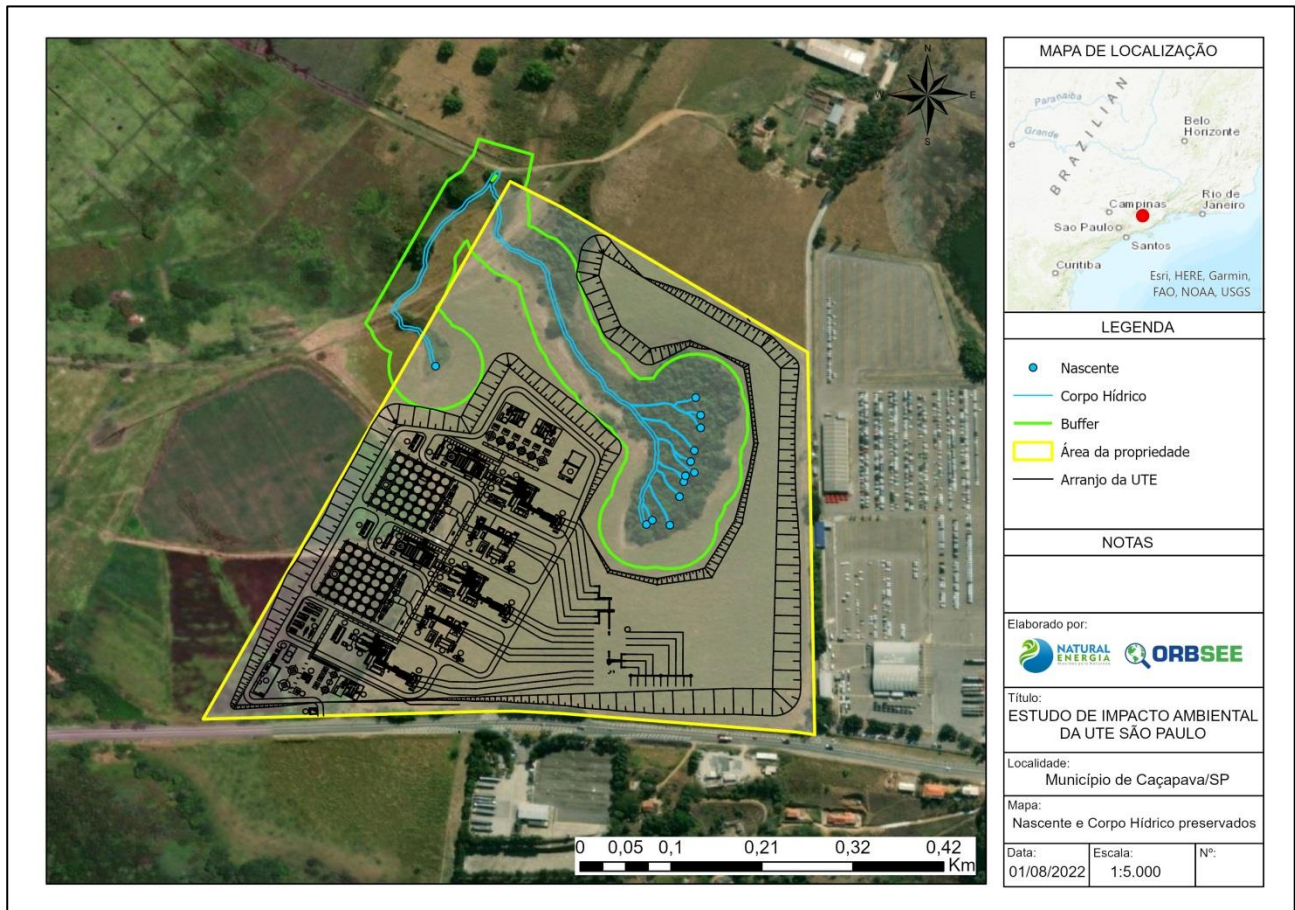 N
E
S
0 0,05 0,1 0,21 0,32 0,42
Km
MAPA DE LOCALIZAÇÃO
Paranaíba
Grande
BRAZILIAN
Belo
Horizonte
Rio de
Janeiro
Campinas
Sao Paulo
Santos
Curitiba
Esri, HERE, Garmin,
FAO, NOAA, USGS
LEGENDA
Nascente
Corpo Hídrico
Buffer
Área da propriedade
Arranjo da UTE
NOTAS
Elaborado por:
NATURAL
ENERGIA
ORBSEE
Título:
ESTUDO DE IMPACTO AMBIENTAL
DA UTE SÃO PAULO
Localidade:
Município de Caçapava/SP
Mapa:
Nascente e Corpo Hídrico preservados
Data:
01/08/2022
Escala:
1:5.000
Nº: